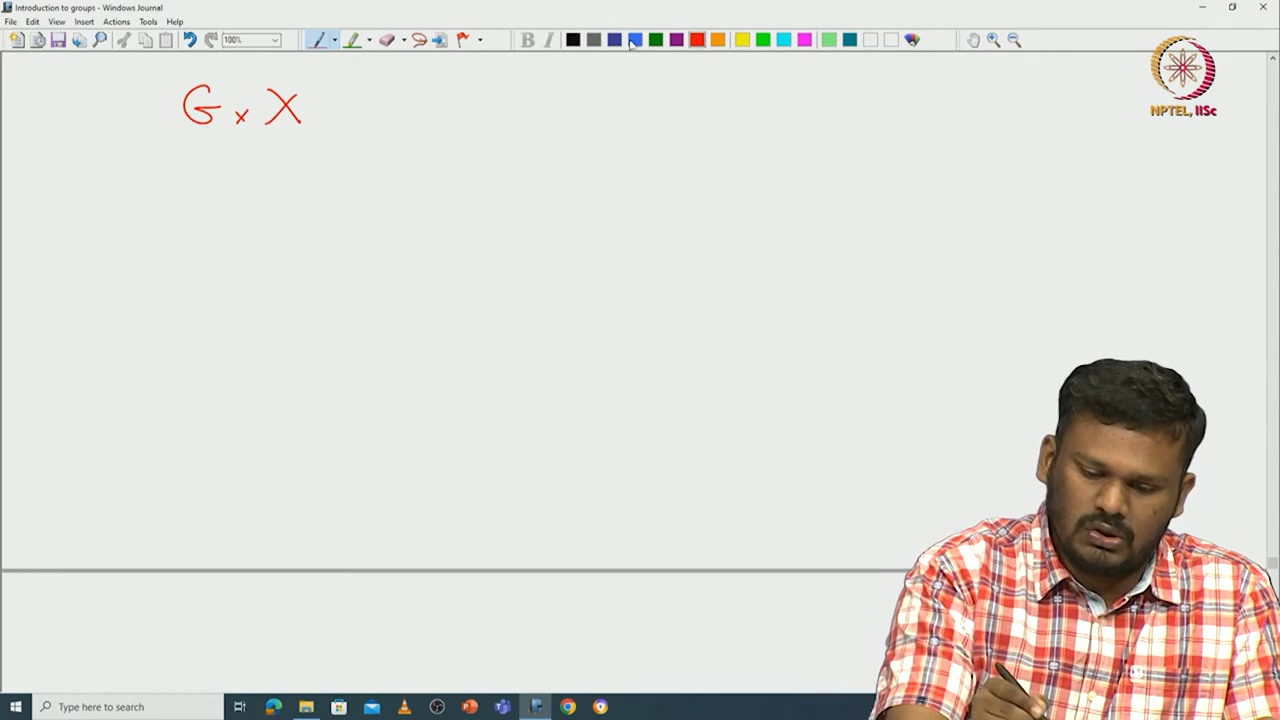 Introduction to groups - Windows Journal
File Edit View Insert Actions Tools Help
100%
B I
NPTEL, IISc
G × X
Type here to search